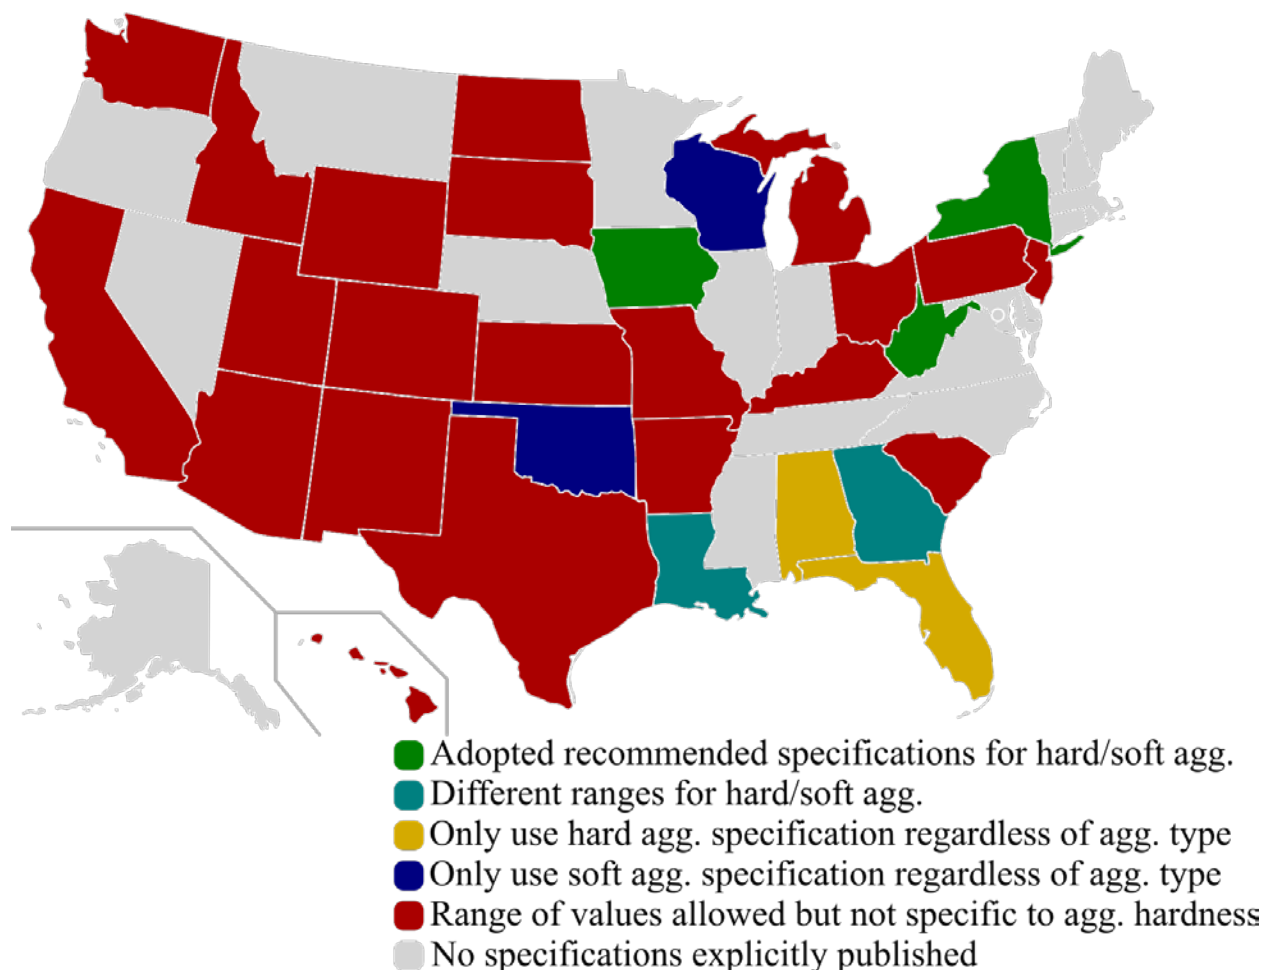 Adopted recommended specifications for hard/soft agg.
Different ranges for hard/soft agg.
Only use hard agg. specification regardless of agg. type
Only use soft agg. specification regardless of agg. type
Range of values allowed but not specific to agg. hardness
No specifications explicitly published